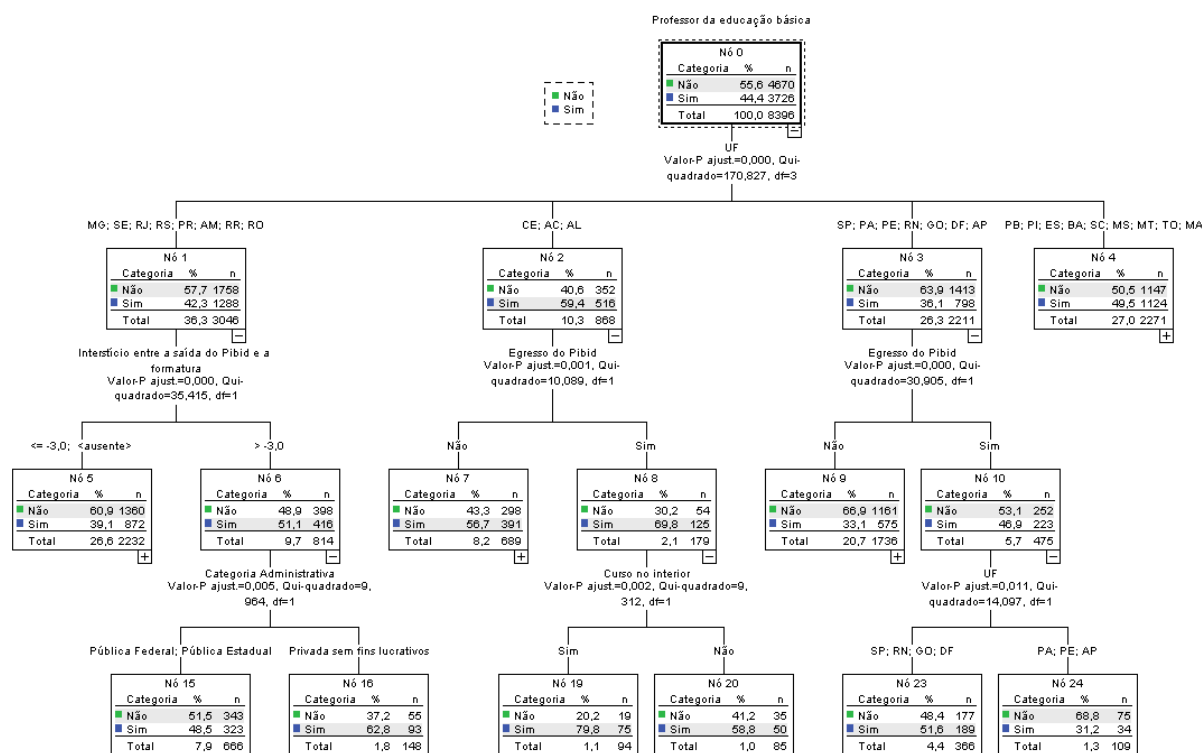 Professor da educação básica
Nó 0
Categoria % n
Não 55,6 4670
Sim 44,4 3726
Total 100,0 8396
Não
Sim
UF
Valor-P ajust.=0,000, Qui-
quadrado=170,827, df=3
MG; SE; RJ; RS; PR; AM; RR; RO
CE; AC; AL
SP; PA; PE; RN; GO; DF; AP
PB; PI; ES; BA; SC; MS; MT; TO; MA
Nó 1
Categoria % n
Não 57,7 1758
Sim 42,3 1288
Total 36,3 3046
Nó 2
Categoria % n
Não 40,6 352
Sim 59,4 516
Total 10,3 868
Nó 3
Categoria % n
Não 63,9 1413
Sim 36,1 798
Total 26,3 2211
Nó 4
Categoria % n
Não 50,5 1147
Sim 49,5 1124
Total 27,0 2271
Interstício entre a saída do Pibid e a
formatura
Valor-P ajust.=0,000, Qui-
quadrado=35,415, df=1
Egresso do Pibid
Valor-P ajust.=0,001, Qui-
quadrado=10,089, df=1
Egresso do Pibid
Valor-P ajust.=0,000, Qui-
quadrado=30,905, df=1
<= -3,0; <ausente>
> -3,0
Não
Sim
Não
Sim
Nó 5
Categoria % n
Não 60,9 1360
Sim 39,1 872
Total 26,6 2232
Nó 6
Categoria % n
Não 48,9 398
Sim 51,1 416
Total 9,7 814
Nó 7
Categoria % n
Não 43,3 298
Sim 56,7 391
Total 8,2 689
Nó 8
Categoria % n
Não 30,2 54
Sim 69,8 125
Total 2,1 179
Nó 9
Categoria % n
Não 66,9 1161
Sim 33,1 575
Total 20,7 1736
Nó 10
Categoria % n
Não 53,1 252
Sim 46,9 223
Total 5,7 475
Categoria Administrativa
Valor-P ajust.=0,005, Qui-quadrado=9,
964, df=1
Curso no interior
Valor-P ajust.=0,002, Qui-quadrado=9,
312, df=1
UF
Valor-P ajust.=0,011, Qui-
quadrado=14,097, df=1
Pública Federal; Pública Estadual
Privada sem fins lucrativos
Sim
Não
SP; RN; GO; DF
PA; PE; AP
Nó 15
Categoria % n
Não 51,5 343
Sim 48,5 323
Total 7,9 666
Nó 16
Categoria % n
Não 37,2 55
Sim 62,8 93
Total 1,8 148
Nó 19
Categoria % n
Não 20,2 19
Sim 79,8 75
Total 1,1 94
Nó 20
Categoria % n
Não 41,2 35
Sim 58,8 50
Total 1,0 85
Nó 23
Categoria % n
Não 48,4 177
Sim 51,6 189
Total 4,4 366
Nó 24
Categoria % n
Não 68,8 75
Sim 31,2 34
Total 1,3 109